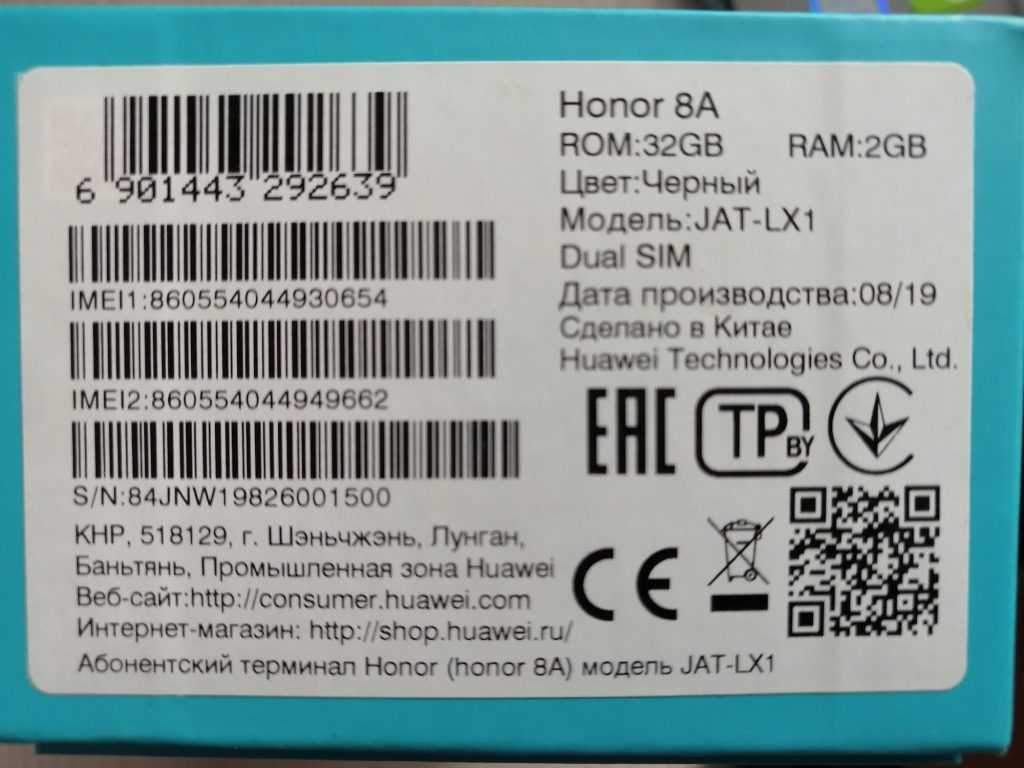 6 901443 292639
IMEI1:860554044930654
IMEI2:860554044949662
S/N:84JNW19826001500
КНР, 518129, г. Шэньчжэнь, Лунган,
Баньтянь, Промышленная зона Huawei
Веб-сайт:http://consumer.huawei.com
Интернет-магазин: http://shop.huawei.ru/
Абонентский терминал Honor (honor 8A) модель JAT-LX1
Honor 8A
ROM:32GB RAM:2GB
Цвет:Черный
Модель:JAT-LX1
Dual SIM
Дата производства:08/19
Сделано в Китае
Huawei Technologies Co., Ltd.
EAC TP BY
CE